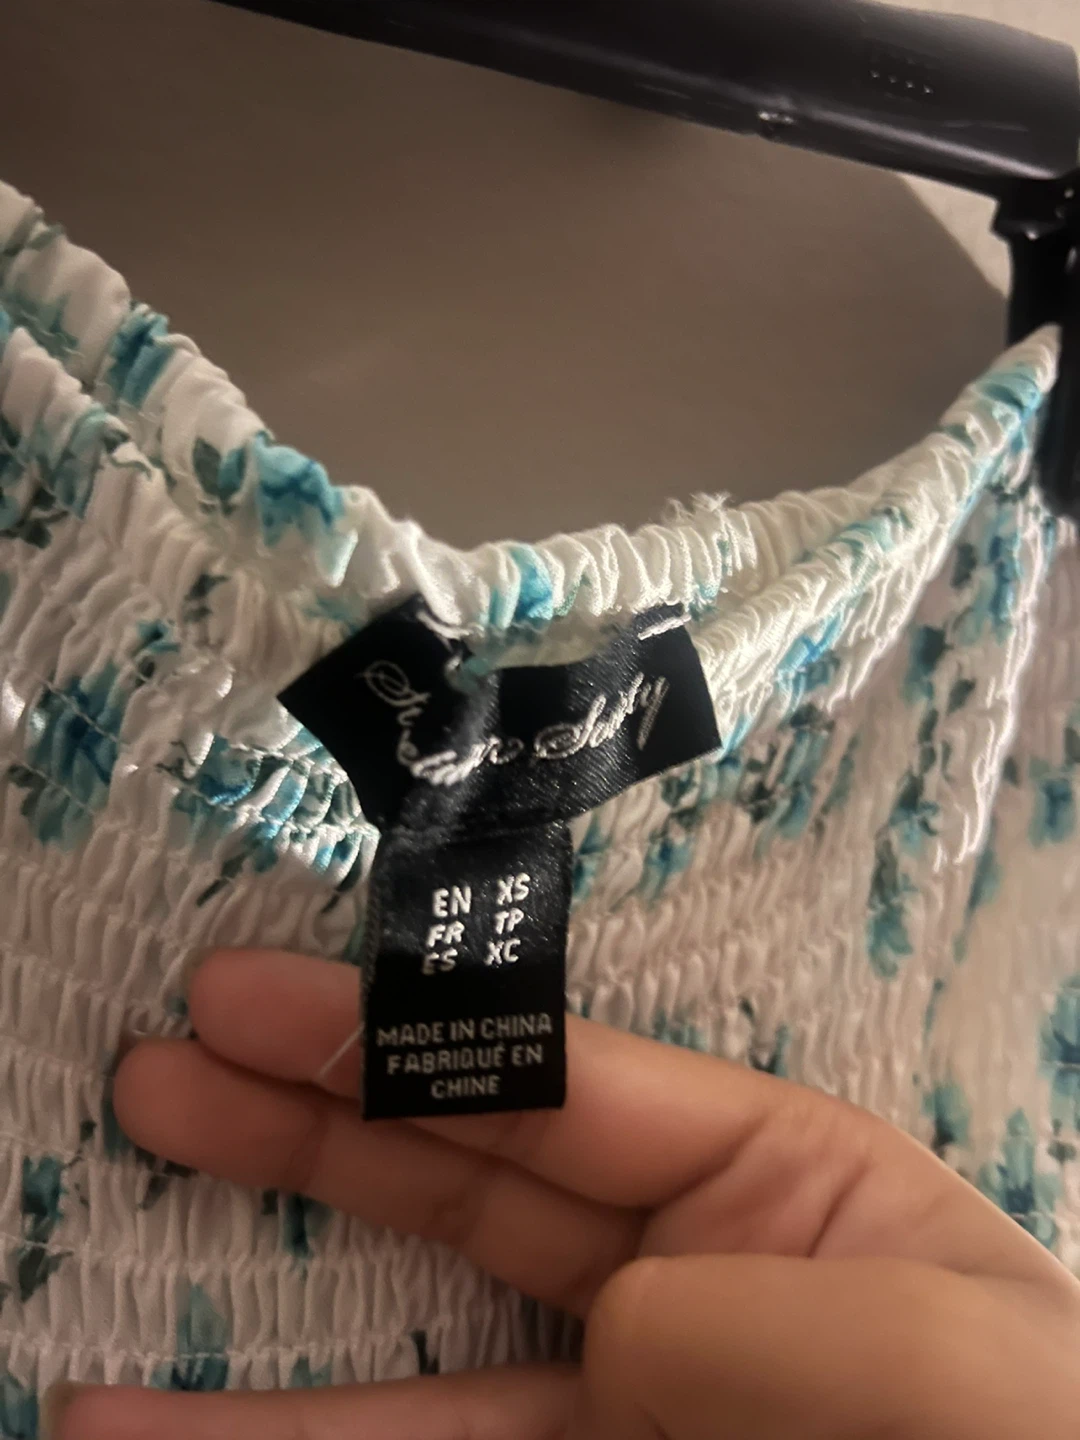 EN XS
FR TP
ES XC
MADE IN CHINA
FABRIQUÉ EN
CHINE